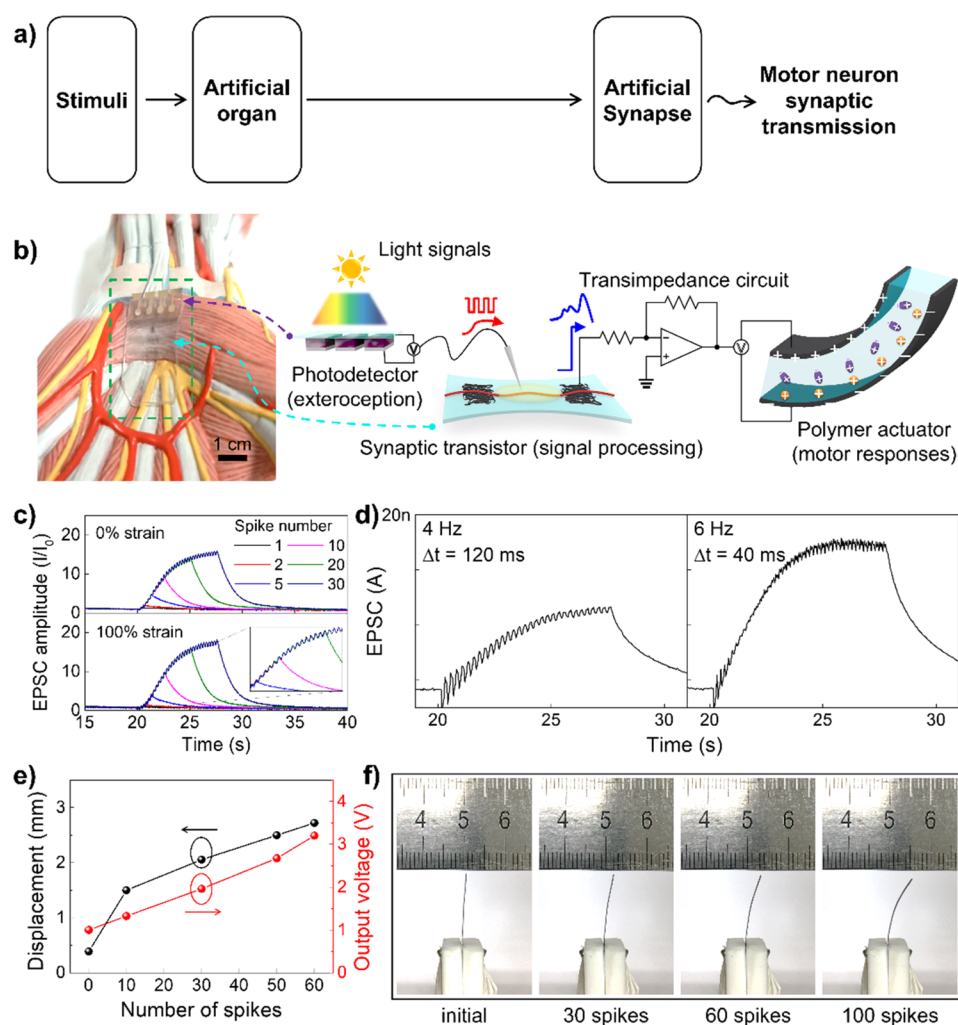 a)
Stimuli
Artificial
organ
Artificial
Synapse
Motor neuron
synaptic
transmission
b)
Light signals
Transimpedance circuit
V
V
Photodetector
(exteroception)
Synaptic transistor (signal processing)
Polymer actuator
(motor responses)
1 cm
c)
EPSC amplitude (I/I0)
20
10
0
0% strain
Spike number
1 10
2 20
5 30
20
10
0
100% strain
15 20 25 30 35 40
Time (s)
d)
20n
EPSC (A)
4 Hz
Δt = 120 ms
6 Hz
Δt = 40 ms
20 25 30 20 25 30
Time (s)
e)
Displacement (mm)
3
2
1
0
Output voltage (V)
4
3
2
1
0
0 10 20 30 40 50 60
Number of spikes
f)
4 5 6
4 5 6
4 5 6
4 5 6
initial
30 spikes
60 spikes
100 spikes